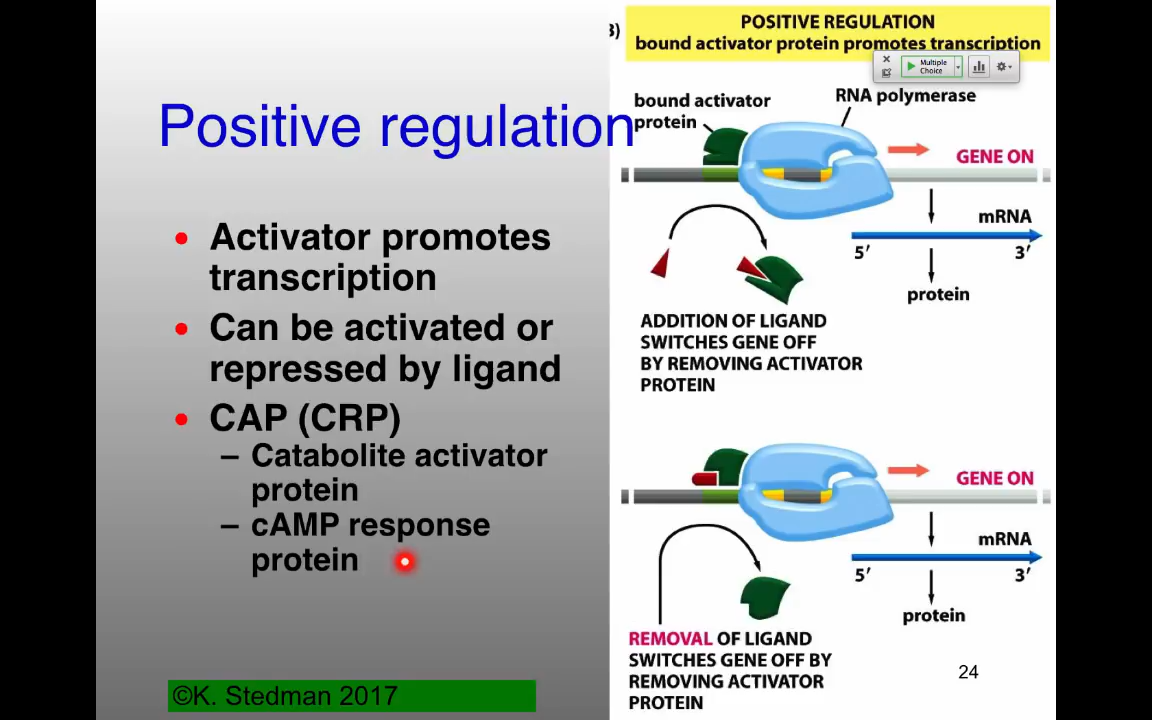 Positive regulation
• Activator promotes
transcription
• Can be activated or
repressed by ligand
• CAP (CRP)
– Catabolite activator
protein
– cAMP response
protein
©K. Stedman 2017
B)
POSITIVE REGULATION
bound activator protein promotes transcription
Multiple
Choice
bound activator
protein
RNA polymerase
GENE ON
mRNA
5′ 3′
protein
ADDITION OF LIGAND
SWITCHES GENE OFF
BY REMOVING ACTIVATOR
PROTEIN
GENE ON
mRNA
5′ 3′
protein
REMOVAL OF LIGAND
SWITCHES GENE OFF BY
REMOVING ACTIVATOR
PROTEIN
24